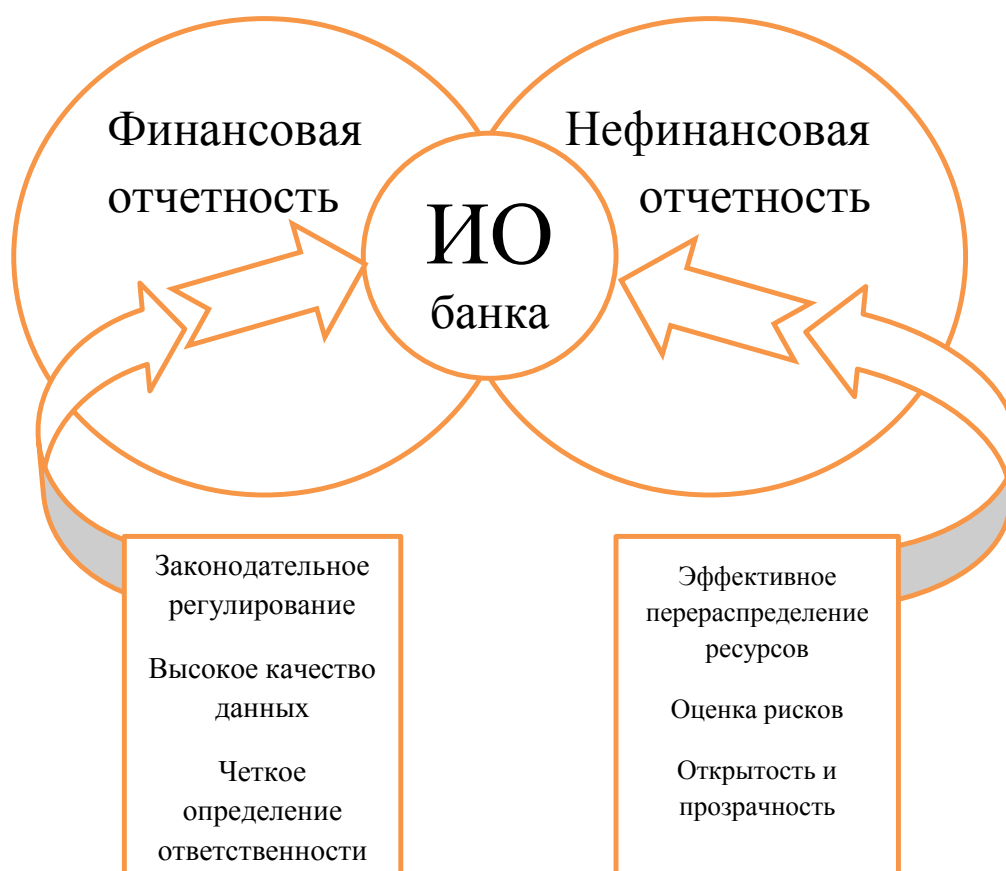 Финансовая
отчетность
Нефинансовая
отчетность
ИО
банка
Законодательное
регулирование
Высокое качество
данных
Четкое
определение
ответственности
Эффективное
перераспределение
ресурсов
Оценка рисков
Открытость и
прозрачность